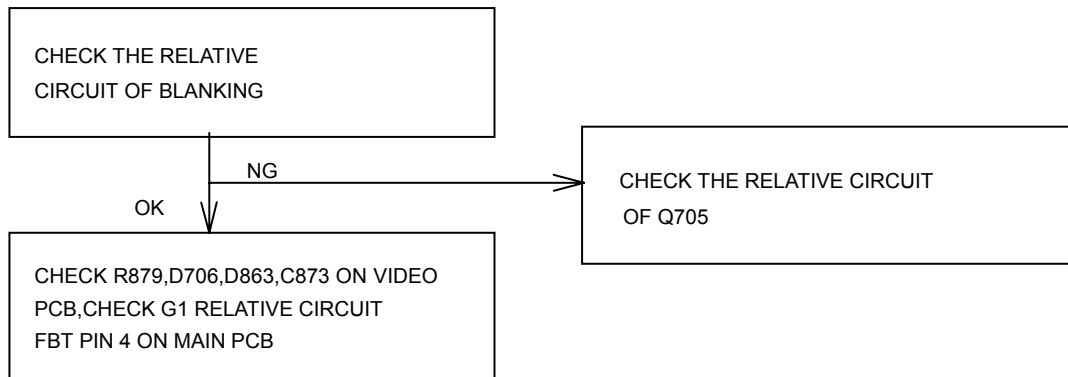 CHECK THE RELATIVE
CIRCUIT OF BLANKING
NG
CHECK THE RELATIVE CIRCUIT
OF Q705
OK
CHECK R879,D706,D863,C873 ON VIDEO
PCB,CHECK G1 RELATIVE CIRCUIT
FBT PIN 4 ON MAIN PCB